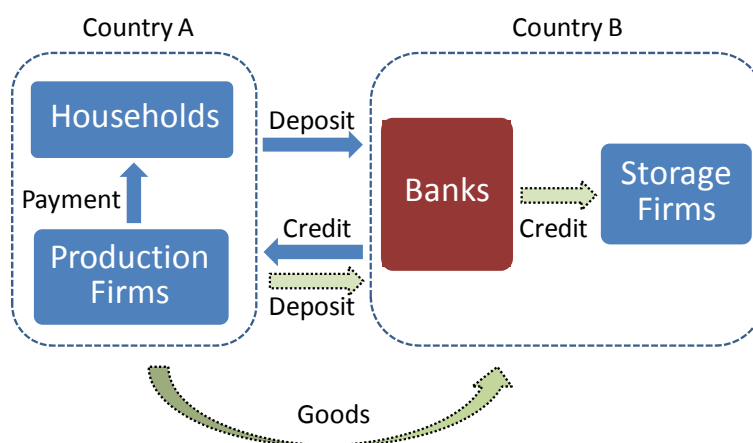 Country A
Country B
Households
Deposit
Payment
Banks
Storage
Firms
Credit
Credit
Production
Firms
Deposit
Goods